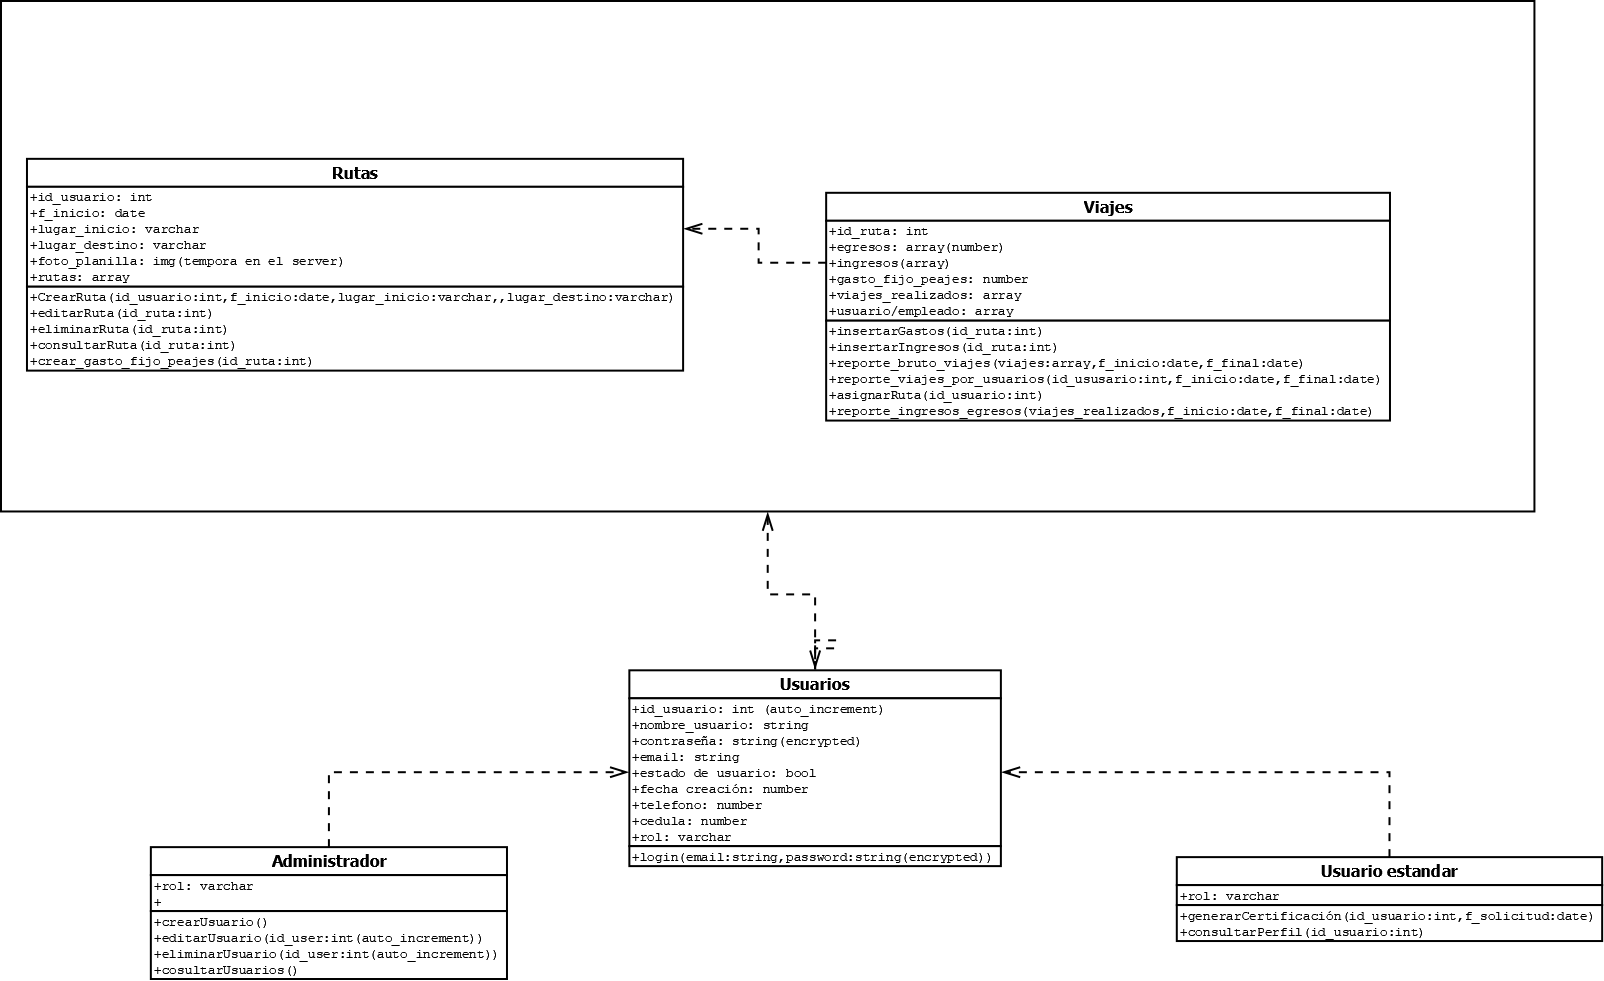 Rutas
+id_usuario: int
+f_inicio: date
+lugar_inicio: varchar
+lugar_destino: varchar
+foto_planilla: img(tempora en el server)
+rutas: array
+CrearRuta(id_usuario:int,f_inicio:date,lugar_inicio:varchar,,lugar_destino:varchar)
+editarRuta(id_ruta:int)
+eliminarRuta(id_ruta:int)
+consultarRuta(id_ruta:int)
+crear_gasto_fijo_peajes(id_ruta:int)
Viajes
+id_ruta: int
+egresos: array(number)
+ingresos(array)
+gasto_fijo_peajes: number
+viajes_realizados: array
+usuario/empleado: array
+insertarGastos(id_ruta:int)
+insertarIngresos(id_ruta:int)
+reporte_bruto_viajes(viajes:array,f_inicio:date,f_final:date)
+reporte_viajes_por_usuarios(id_ususario:int,f_inicio:date,f_final:date)
+asignarRuta(id_usuario:int)
+reporte_ingresos_egresos(viajes_realizados,f_inicio:date,f_final:date)
Usuarios
+id_usuario: int (auto_increment)
+nombre_usuario: string
+contraseña: string(encrypted)
+email: string
+estado de usuario: bool
+fecha creación: number
+telefono: number
+cedula: number
+rol: varchar
+login(email:string,password:string(encrypted))
Administrador
+rol: varchar
+
+crearUsuario()
+editarUsuario(id_user:int(auto_increment))
+eliminarUsuario(id_user:int(auto_increment))
+cosultarUsuarios()
Usuario estandar
+rol: varchar
+generarCertificación(id_usuario:int,f_solicitud:date)
+consultarPerfil(id_usuario:int)